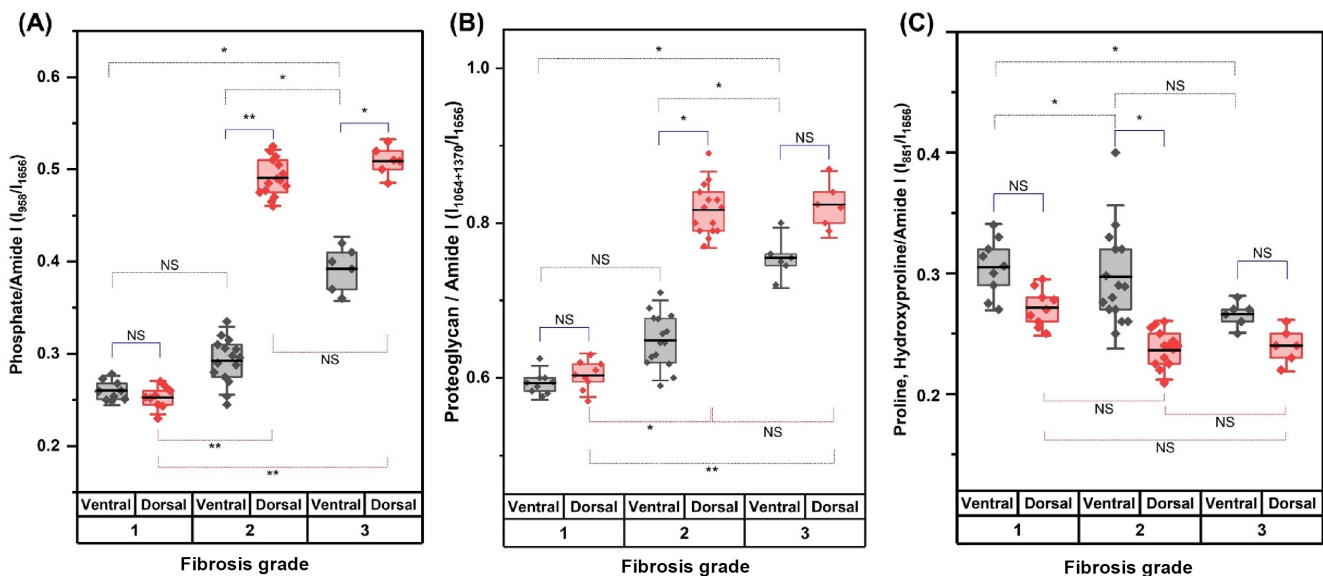 (A)
Phosphate/Amide I (I958/I1656)
0.6
0.5
0.4
0.3
0.2
*
*
**
*
NS
NS
NS
**
**
Ventral Dorsal Ventral Dorsal Ventral Dorsal
1 2 3
Fibrosis grade
(B)
Proteoglycan / Amide I (I1064+1370/I1656)
1.0
0.8
0.6
*
*
*
NS
NS
NS
*
NS
**
Ventral Dorsal Ventral Dorsal Ventral Dorsal
1 2 3
Fibrosis grade
(C)
Proline, Hydroxyproline/Amide I (I851/I1656)
0.4
0.3
0.2
*
NS
*
*
NS
NS
NS
NS
NS
Ventral Dorsal Ventral Dorsal Ventral Dorsal
1 2 3
Fibrosis grade